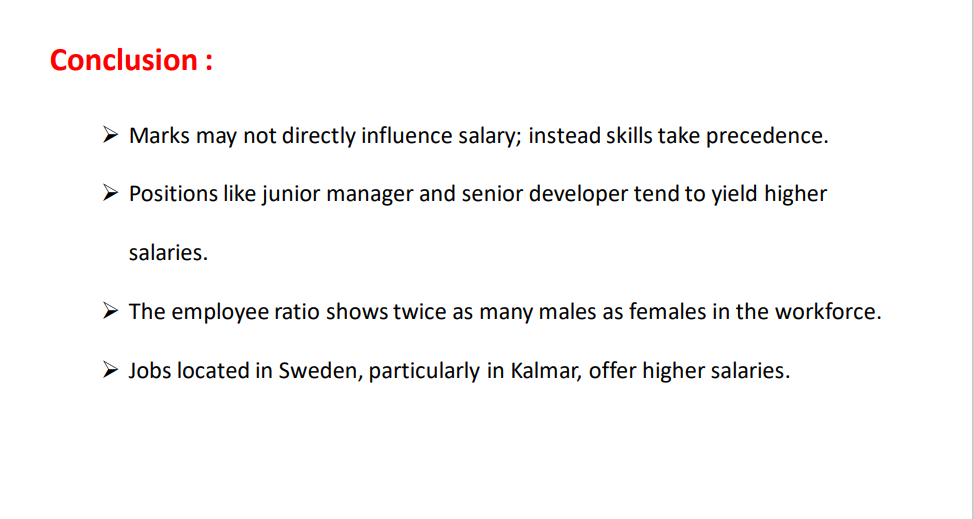 Conclusion :
➢ Marks may not directly influence salary; instead skills take precedence.
➢ Positions like junior manager and senior developer tend to yield higher
salaries.
➢ The employee ratio shows twice as many males as females in the workforce.
➢ Jobs located in Sweden, particularly in Kalmar, offer higher salaries.